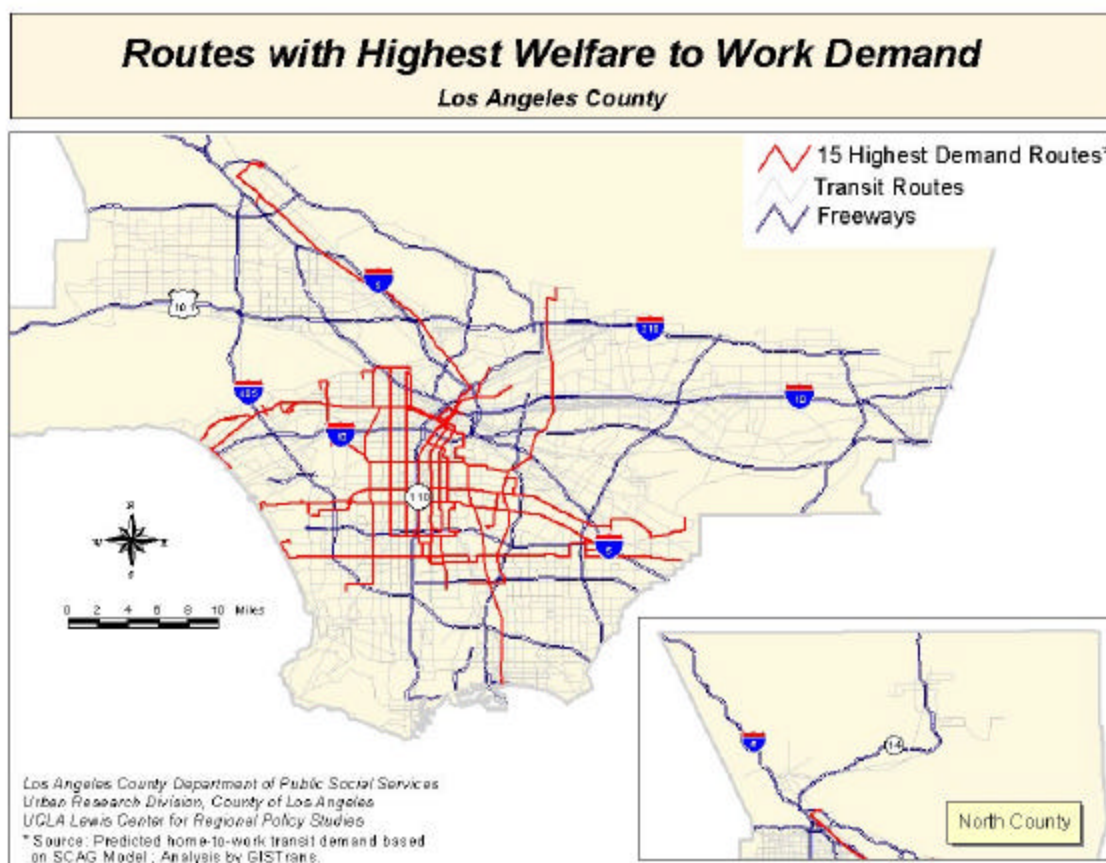 Routes with Highest Welfare to Work Demand
Los Angeles County
15 Highest Demand Routes*
Transit Routes
Freeways
5
10
210
405
10
10
110
5
N
W E
S
0 2 4 6 8 10 Miles
5
14
North County
Los Angeles County Department of Public Social Services
Urban Research Division, County of Los Angeles
UCLA Lewis Center for Regional Policy Studies
* Source: Predicted home-to-work transit demand based
on SCAG Model; Analysis by GISTrans.